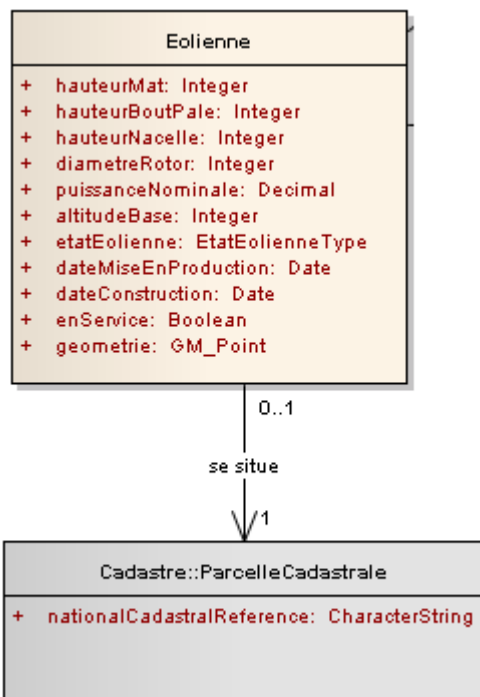 Eolienne
+ hauteurMat: Integer
+ hauteurBoutPale: Integer
+ hauteurNacelle: Integer
+ diametreRotor: Integer
+ puissanceNominale: Decimal
+ altitudeBase: Integer
+ etatEolienne: EtatEolienneType
+ dateMiseEnProduction: Date
+ dateConstruction: Date
+ enService: Boolean
+ geometrie: GM_Point
0..1
se situe
1
Cadastre::ParcelleCadastrale
+ nationalCadastralReference: CharacterString